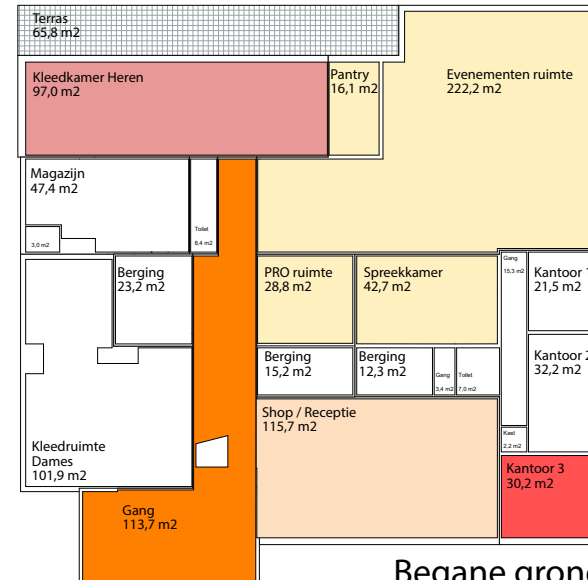 Terras
65,8 m2
Kleedkamer Heren
97,0 m2
Pantry
16,1 m2
Evenementen ruimte
222,2 m2
Magazijn
47,4 m2
3,0 m2
Toilet
8,4 m2
Berging
23,2 m2
PRO ruimte
28,8 m2
Spreekkamer
42,7 m2
Gang
15,3 m2
Kantoor 1
21,5 m2
Berging
15,2 m2
Berging
12,3 m2
Gang
3,4 m2
Toilet
7,0 m2
Kantoor 2
32,2 m2
Kleedruimte
Dames
101,9 m2
Shop / Receptie
115,7 m2
Kast
2,2 m2
Kantoor 3
30,2 m2
Gang
113,7 m2
Begane gron